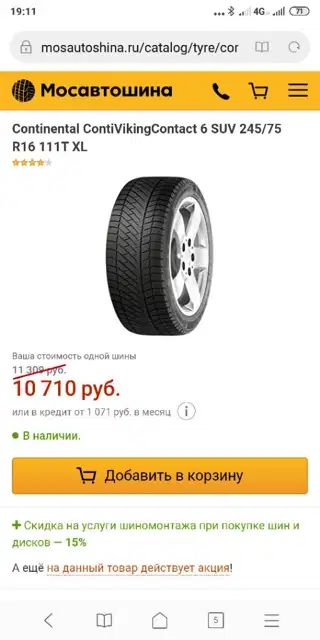 19:11
4G
71
mosautoshina.ru/catalog/tyre/cor
Мосавтошина
Continental ContiVikingContact 6 SUV 245/75
R16 111T XL
Ваша стоимость одной шины
11 309 руб.
10 710 руб.
или в кредит от 1 071 руб. в месяц i
В наличии.
Добавить в корзину
+ Скидка на услуги шиномонтажа при покупке шин и
дисков — 15%
А ещё на данный товар действует акция!
5